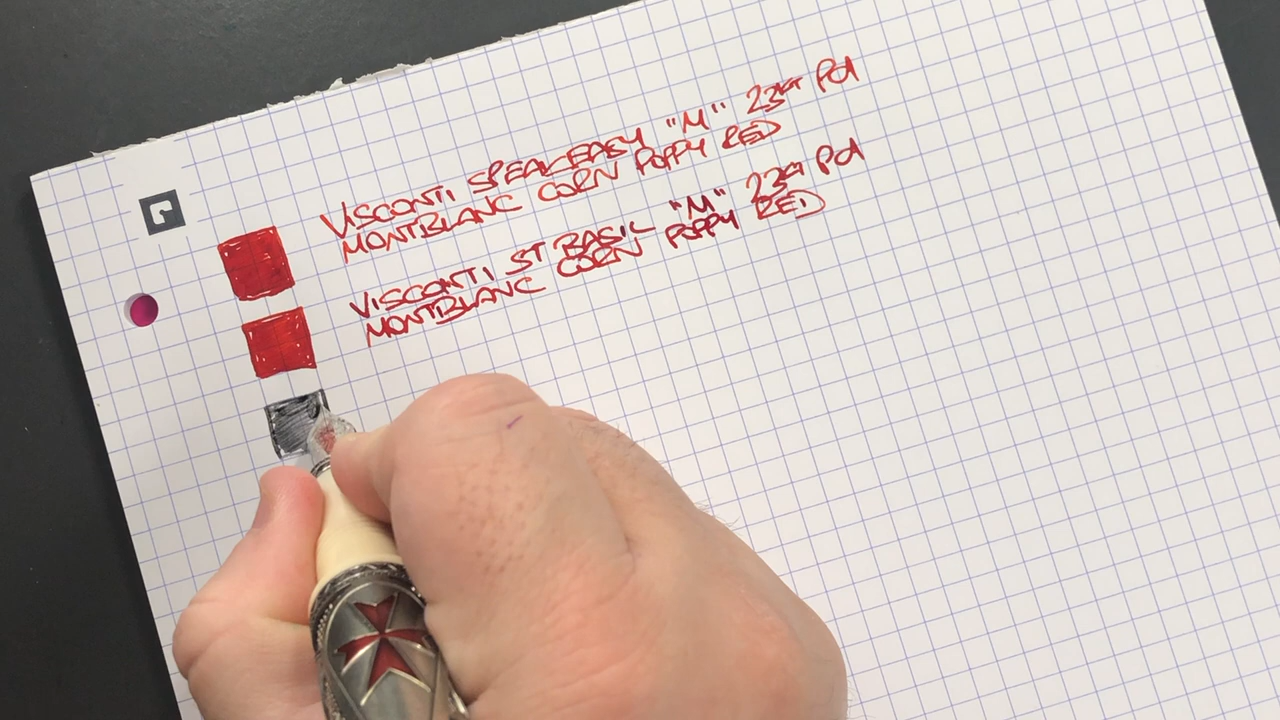 VISCONTI SPEAKEASY "M" 23KT Pd
MONTBLANC CORN POPPY RED
VISCONTI ST BASIL "M" 23KT Pd
MONTBLANC CORN POPPY RED